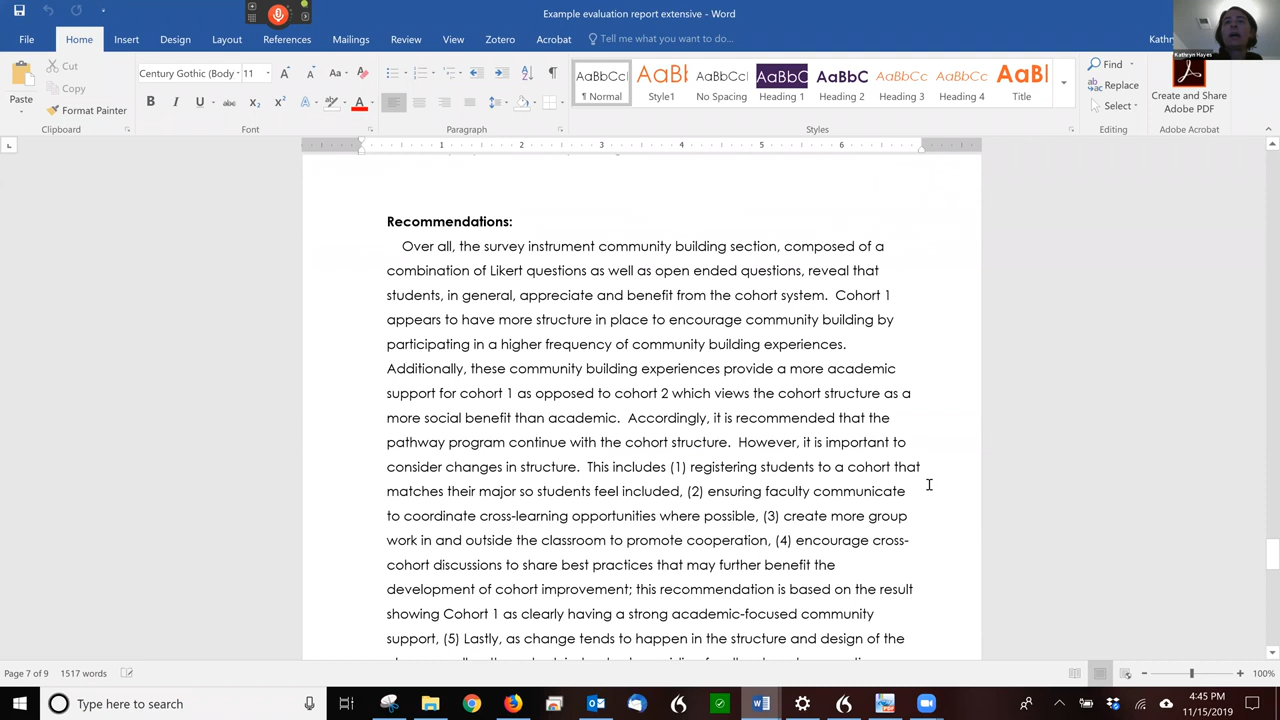 Example evaluation report extensive - Word
Kathryn Hayes
File Home Insert Design Layout References Mailings Review View Zotero Acrobat Tell me what you want to do...
Paste
Cut
Copy
Format Painter
Clipboard
Century Gothic (Body 11
Font
Paragraph
AaBbCcI AaBb AaBbCcI AaBbC AaBbC AaBbCc AaBbCc AaBl
¶ Normal Style1 No Spacing Heading 1 Heading 2 Heading 3 Heading 4 Title
Styles
Find
Replace
Select
Editing
Create and Share
Adobe PDF
Adobe Acrobat
1 2 3 4 5 6
Recommendations:
Over all, the survey instrument community building section, composed of a
combination of Likert questions as well as open ended questions, reveal that
students, in general, appreciate and benefit from the cohort system. Cohort 1
appears to have more structure in place to encourage community building by
participating in a higher frequency of community building experiences.
Additionally, these community building experiences provide a more academic
support for cohort 1 as opposed to cohort 2 which views the cohort structure as a
more social benefit than academic. Accordingly, it is recommended that the
pathway program continue with the cohort structure. However, it is important to
consider changes in structure. This includes (1) registering students to a cohort that
matches their major so students feel included, (2) ensuring faculty communicate
to coordinate cross-learning opportunities where possible, (3) create more group
work in and outside the classroom to promote cooperation, (4) encourage cross-
cohort discussions to share best practices that may further benefit the
development of cohort improvement; this recommendation is based on the result
showing Cohort 1 as clearly having a strong academic-focused community
support, (5) Lastly, as change tends to happen in the structure and design of the
Page 7 of 9 1517 words
100%
Type here to search
4:45 PM
11/15/2019